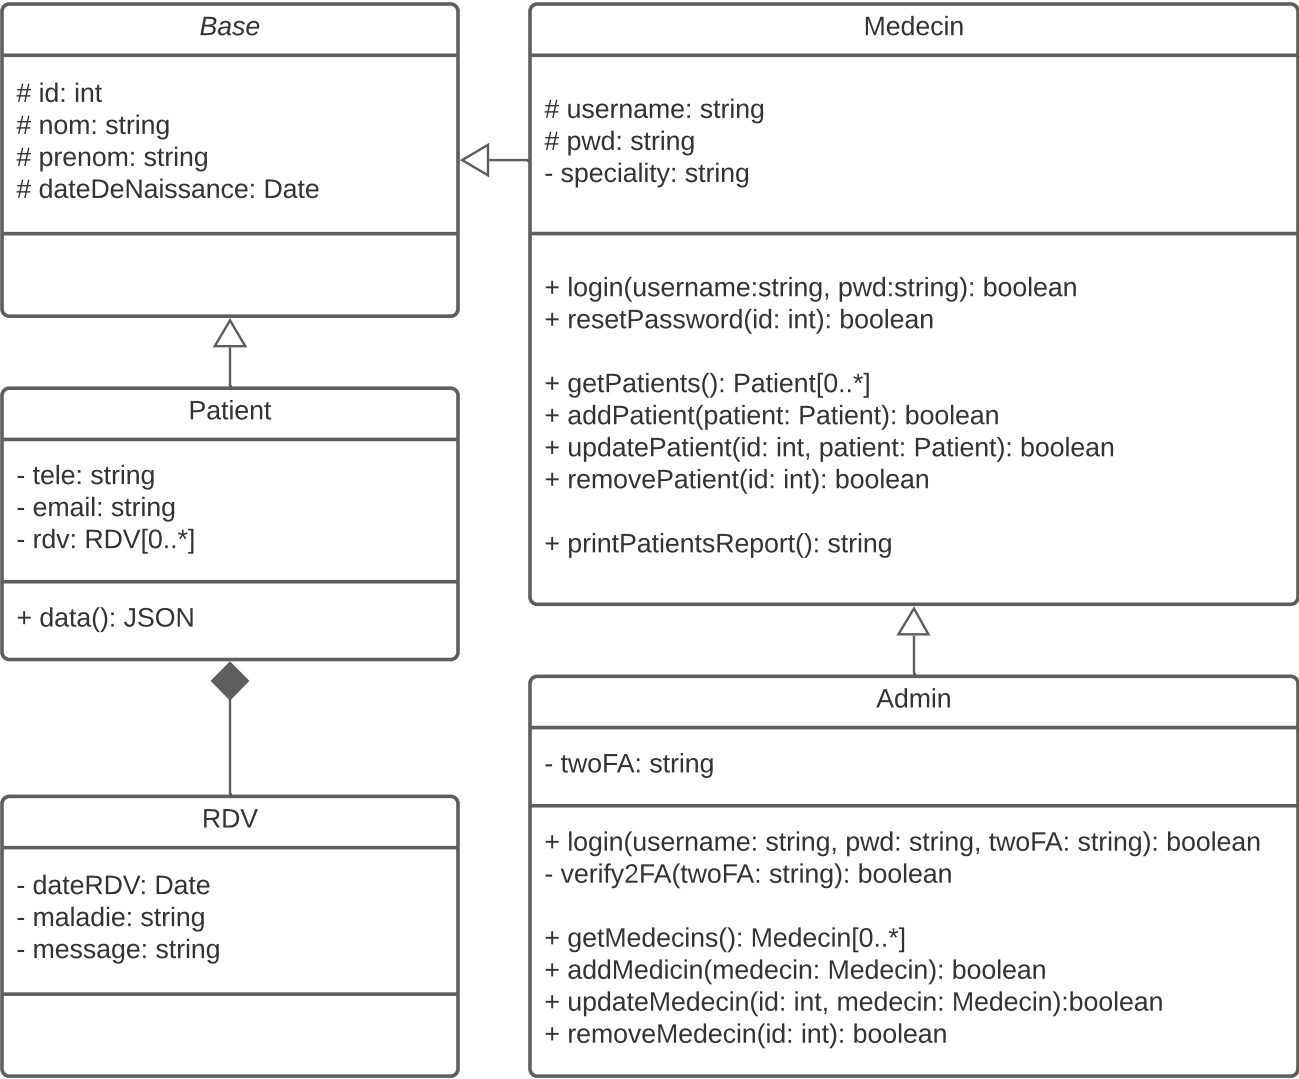 Base
# id: int
# nom: string
# prenom: string
# dateDeNaissance: Date
Medecin
# username: string
# pwd: string
- speciality: string
+ login(username:string, pwd:string): boolean
+ resetPassword(id: int): boolean
+ getPatients(): Patient[0..*]
+ addPatient(patient: Patient): boolean
+ updatePatient(id: int, patient: Patient): boolean
+ removePatient(id: int): boolean
+ printPatientsReport(): string
Patient
- tele: string
- email: string
- rdv: RDV[0..*]
+ data(): JSON
RDV
- dateRDV: Date
- maladie: string
- message: string
Admin
- twoFA: string
+ login(username: string, pwd: string, twoFA: string): boolean
- verify2FA(twoFA: string): boolean
+ getMedecins(): Medecin[0..*]
+ addMedicin(medecin: Medecin): boolean
+ updateMedecin(id: int, medecin: Medecin):boolean
+ removeMedecin(id: int): boolean